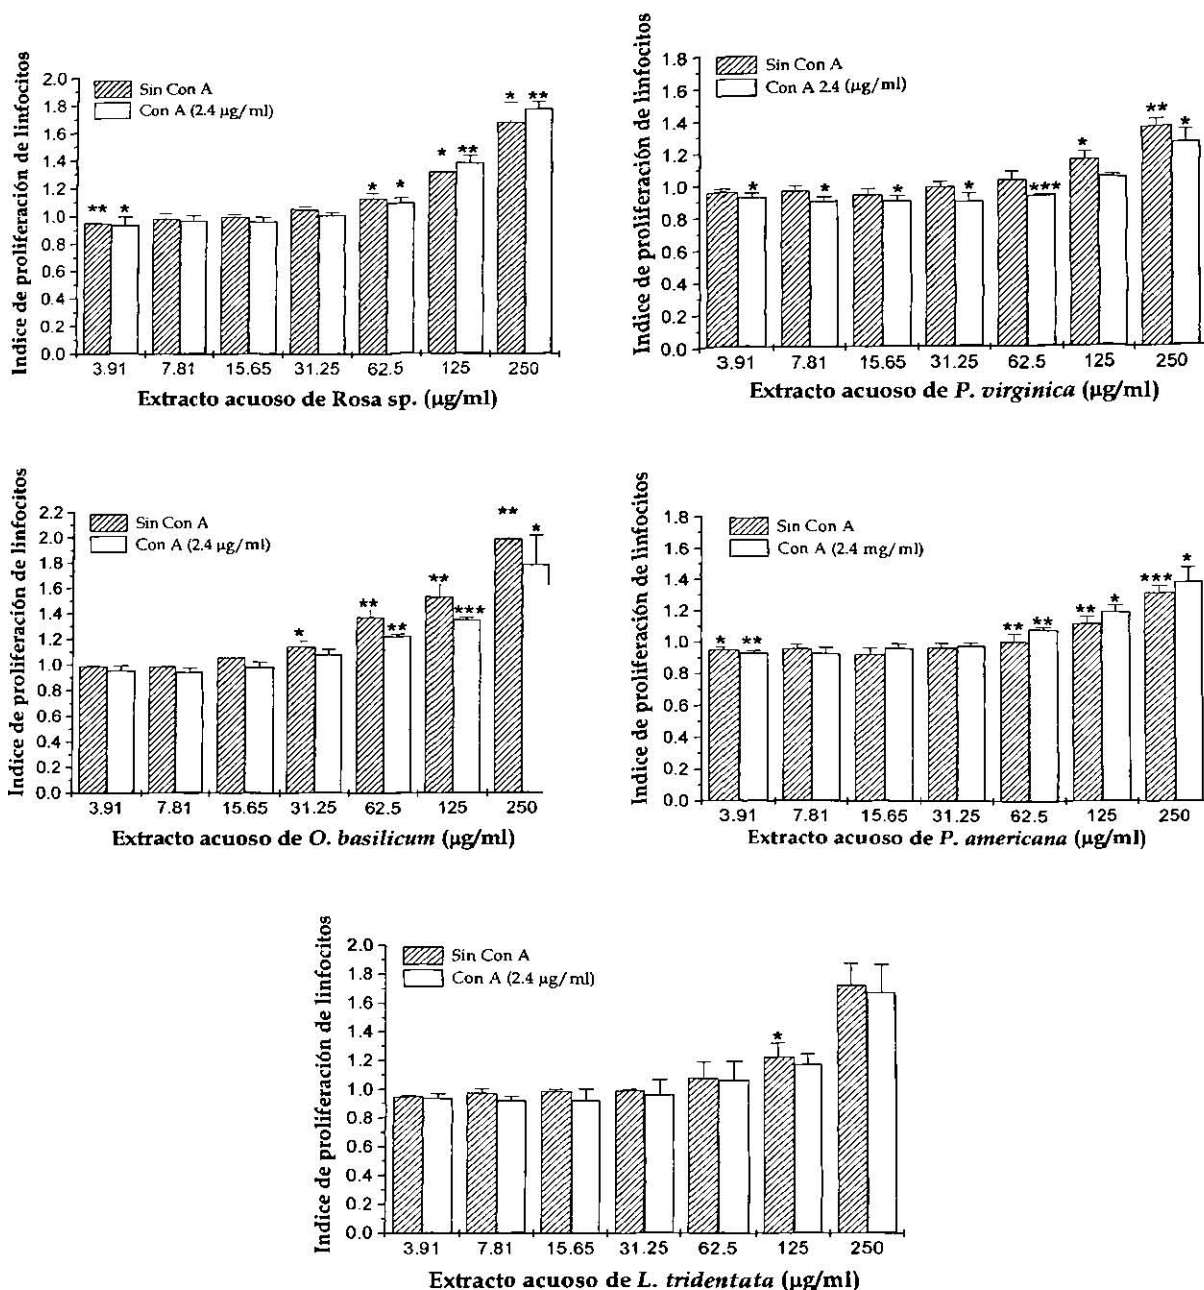 Indice de proliferación de linfocitos
2.0
1.8
1.6
1.4
1.2
1.0
0.8
0.6
0.4
0.2
0.0
Sin Con A
Con A (2.4 µg/ml)
** * * * * ** * **
3.91 7.81 15.65 31.25 62.5 125 250
Extracto acuoso de Rosa sp. (µg/ml)
Indice de proliferación de linfocitos
1.8
1.6
1.4
1.2
1.0
0.8
0.6
0.4
0.2
0.0
Sin Con A
Con A 2.4 (µg/ml)
* * * * *** * ** *
3.91 7.81 15.65 31.25 62.5 125 250
Extracto acuoso de P. virginica (µg/ml)
Indice de proliferación de linfocitos
2.2
2.0
1.8
1.6
1.4
1.2
1.0
0.8
0.6
0.4
0.2
0.0
Sin Con A
Con A (2.4 µg/ml)
* ** ** ** *** ** *
3.91 7.81 15.65 31.25 62.5 125 250
Extracto acuoso de O. basilicum (µg/ml)
Indice de proliferación de linfocitos
1.8
1.6
1.4
1.2
1.0
0.8
0.6
0.4
0.2
0.0
Sin Con A
Con A (2.4 mg/ml)
* ** ** ** ** * *** *
3.91 7.81 15.65 31.25 62.5 125 250
Extracto acuoso de P. americana (µg/ml)
Indice de proliferación de linfocitos
2.0
1.8
1.6
1.4
1.2
1.0
0.8
0.6
0.4
0.2
0.0
Sin Con A
Con A (2.4 µg/ml)
*
3.91 7.81 15.65 31.25 62.5 125 250
Extracto acuoso de L. tridentata (µg/ml)